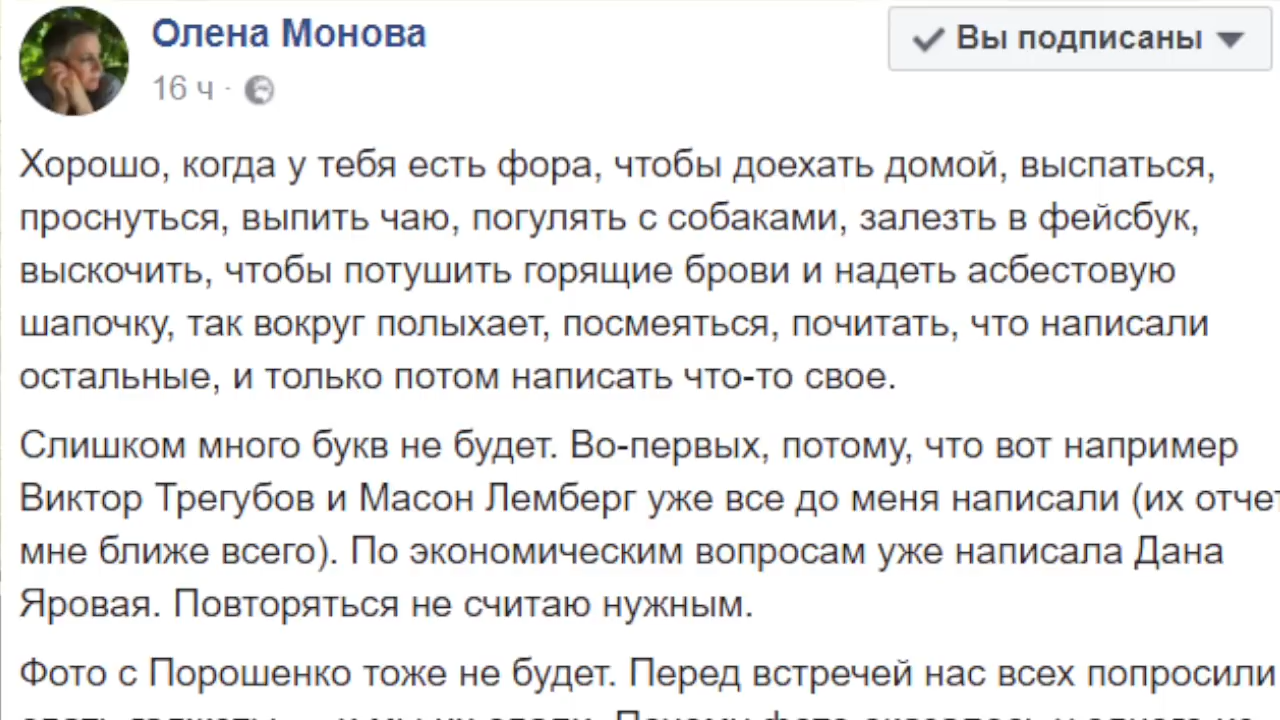 Олена Монова
Вы подписаны
16 ч ·
Хорошо, когда у тебя есть фора, чтобы доехать домой, выспаться,
проснуться, выпить чаю, погулять с собаками, залезть в фейсбук,
выскочить, чтобы потушить горящие брови и надеть асбестовую
шапочку, так вокруг полыхает, посмеяться, почитать, что написали
остальные, и только потом написать что-то свое.
Слишком много букв не будет. Во-первых, потому, что вот например
Виктор Трегубов и Масон Лемберг уже все до меня написали (их отчет
мне ближе всего). По экономическим вопросам уже написала Дана
Яровая. Повторяться не считаю нужным.
Фото с Порошенко тоже не будет. Перед встречей нас всех попросили